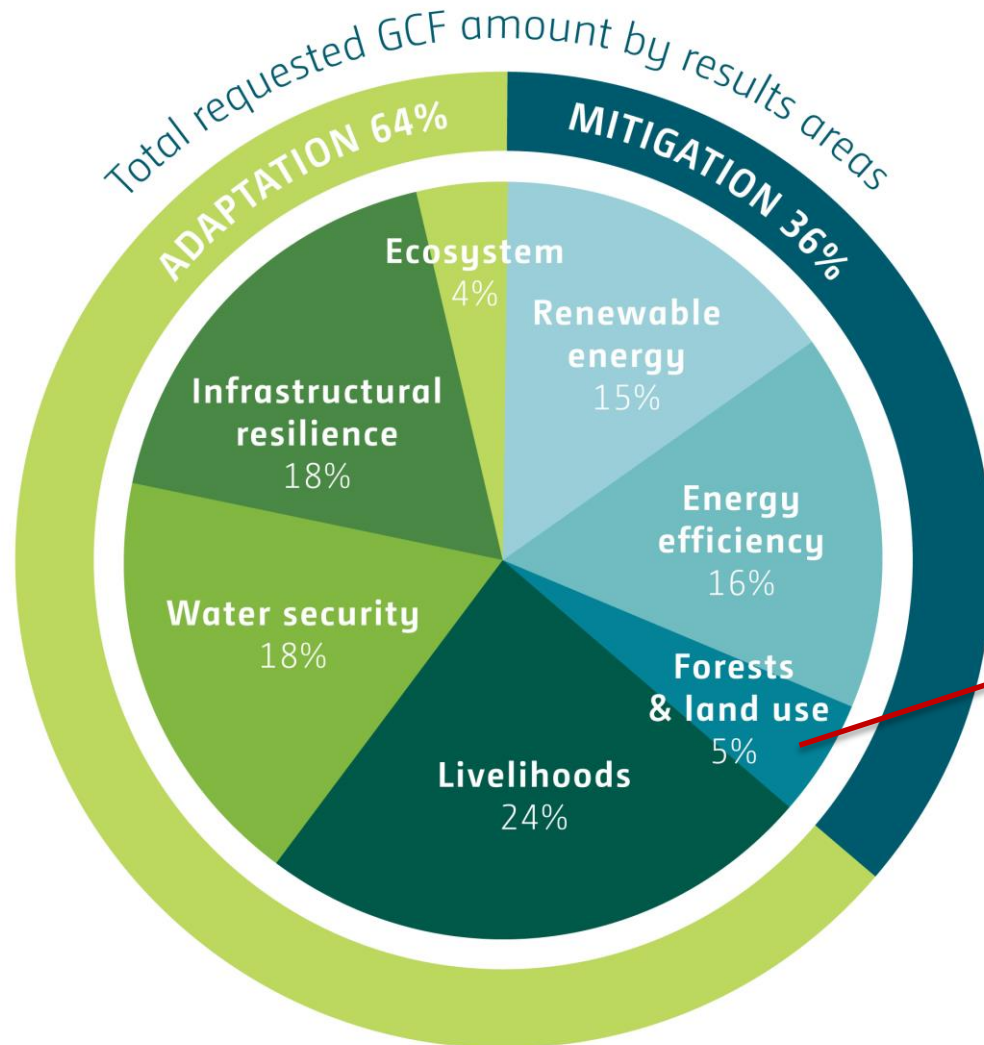 Total requested GCF amount by results areas
ADAPTATION 64%
MITIGATION 36%
Ecosystem
4%
Renewable
energy
15%
Infrastructural
resilience
18%
Energy
efficiency
16%
Water security
18%
Forests
& land use
5%
Livelihoods
24%